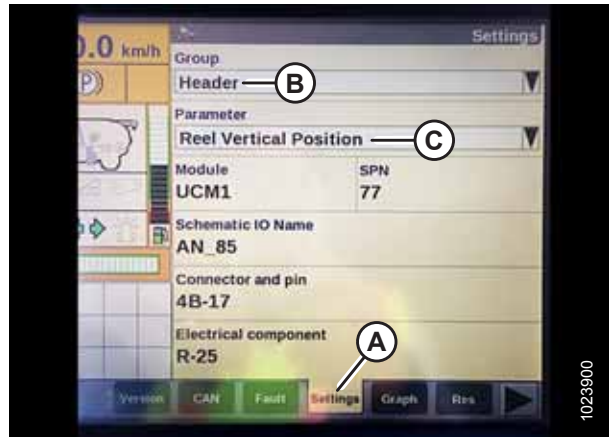 Settings
0.0 km/h
Group
Header
B
P
Parameter
Reel Vertical Position
C
Module SPN
UCM1 77
Schematic IO Name
AN_85
Connector and pin
4B-17
Electrical component
R-25
A
Version CAN Fault Settings Graph Res
1023900